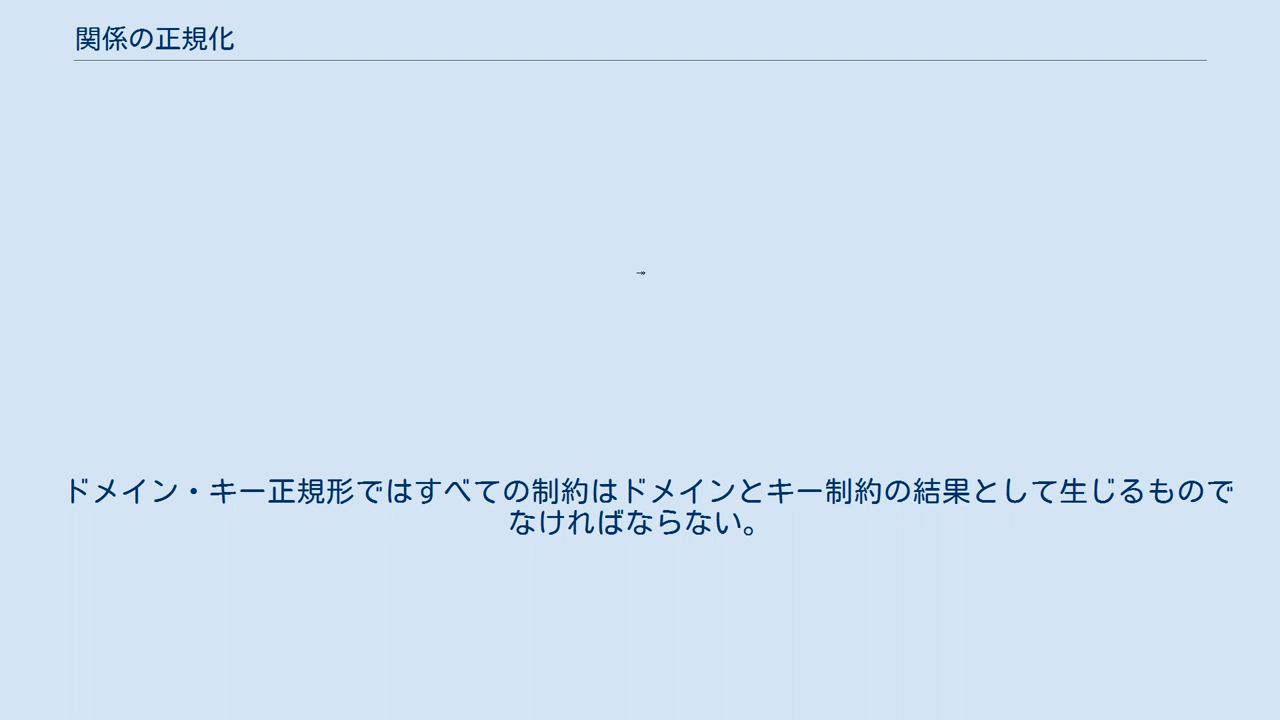 関係の正規化
↠
ドメイン・キー正規形ではすべての制約はドメインとキー制約の結果として生じるもので
なければならない。